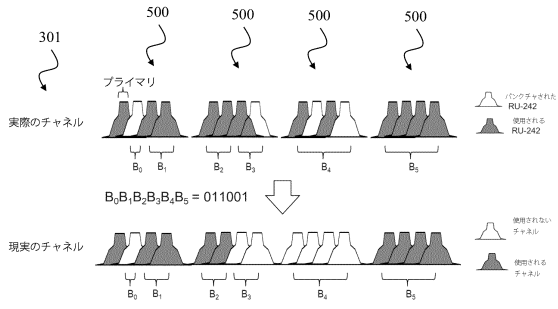 500 500 500 500
301
プライマリ
実際のチャネル
パンクチャされた
RU-242
使用される
RU-242
B0 B1 B2 B3 B4 B5
B0B1B2B3B4B5 = 011001
現実のチャネル
使用されない
チャネル
使用される
チャネル
B0 B1 B2 B3 B4 B5